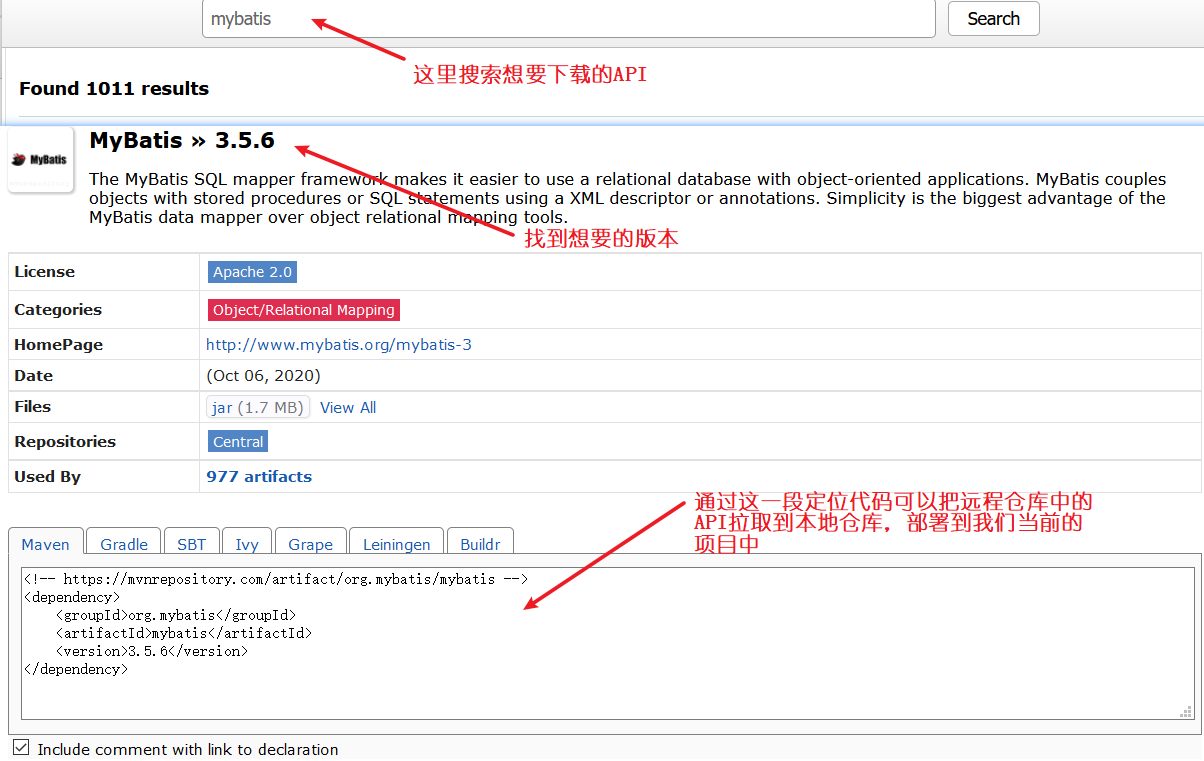 mybatis
Search
这里搜索想要下载的API
Found 1011 results
MyBatis
MyBatis » 3.5.6
The MyBatis SQL mapper framework makes it easier to use a relational database with object-oriented applications. MyBatis couples
objects with stored procedures or SQL statements using a XML descriptor or annotations. Simplicity is the biggest advantage of the
MyBatis data mapper over object relational mapping tools.
找到想要的版本
License Apache 2.0
Categories Object/Relational Mapping
HomePage http://www.mybatis.org/mybatis-3
Date (Oct 06, 2020)
Files jar (1.7 MB) View All
Repositories Central
Used By 977 artifacts
通过这一段定位代码可以把远程仓库中的
API拉取到本地仓库，部署到我们当前的
项目中
Maven Gradle SBT Ivy Grape Leiningen Buildr
<!-- https://mvnrepository.com/artifact/org.mybatis/mybatis -->
<dependency>
    <groupId>org.mybatis</groupId>
    <artifactId>mybatis</artifactId>
    <version>3.5.6</version>
</dependency>
Include comment with link to declaration